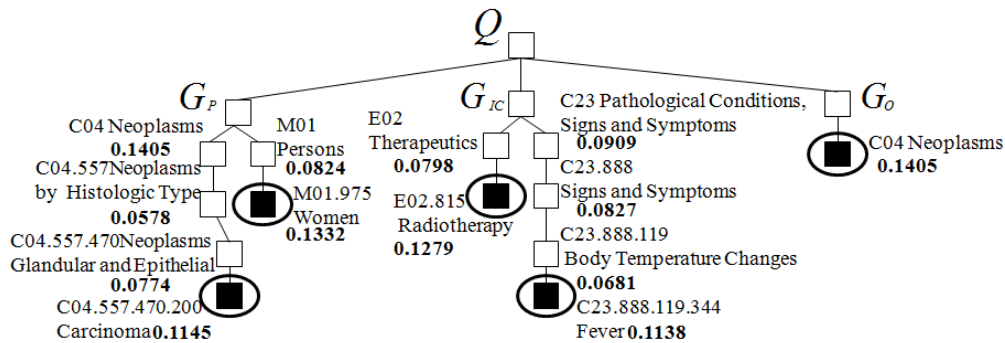 Q
G_P
C04 Neoplasms
0.1405
C04.557Neoplasms
by Histologic Type
0.0578
C04.557.470Neoplasms
Glandular and Epithelial
0.0774
C04.557.470.200
Carcinoma0.1145
M01
Persons
0.0824
M01.975
Women
0.1332
G_IC
E02
Therapeutics
0.0798
E02.815
Radiotherapy
0.1279
C23 Pathological Conditions,
Signs and Symptoms
0.0909
C23.888
Signs and Symptoms
0.0827
C23.888.119
Body Temperature Changes
0.0681
C23.888.119.344
Fever0.1138
G_O
C04 Neoplasms
0.1405